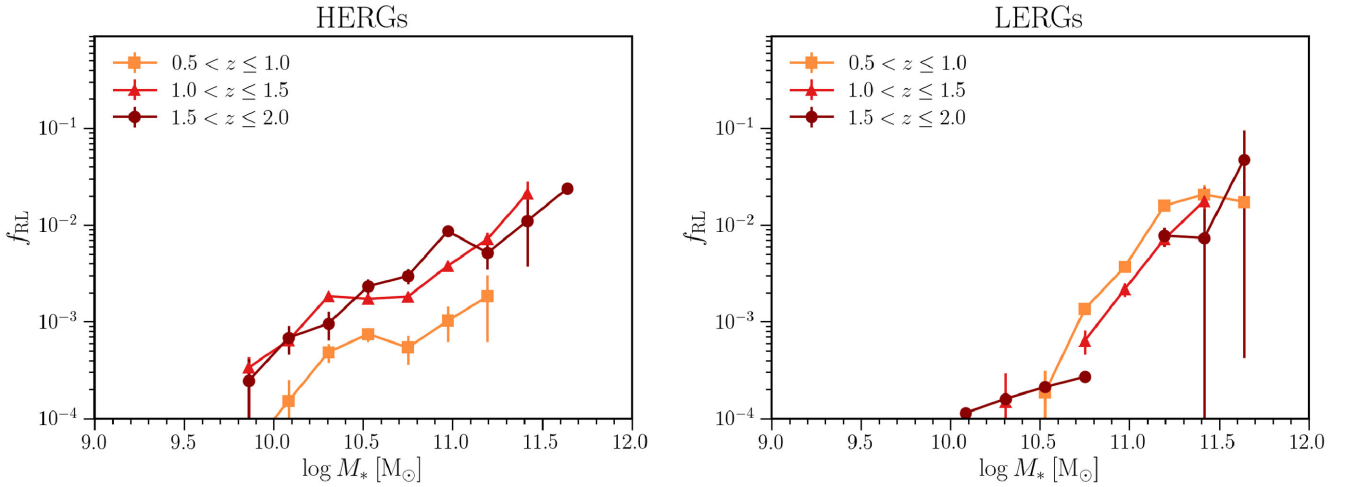 HERGs
0.5 < z ≤ 1.0
1.0 < z ≤ 1.5
1.5 < z ≤ 2.0
10⁻¹
10⁻²
10⁻³
10⁻⁴
f_RL
9.0 9.5 10.0 10.5 11.0 11.5 12.0
log M_* [M_⊙]
LERGs
0.5 < z ≤ 1.0
1.0 < z ≤ 1.5
1.5 < z ≤ 2.0
10⁻¹
10⁻²
10⁻³
10⁻⁴
f_RL
9.0 9.5 10.0 10.5 11.0 11.5 12.0
log M_* [M_⊙]